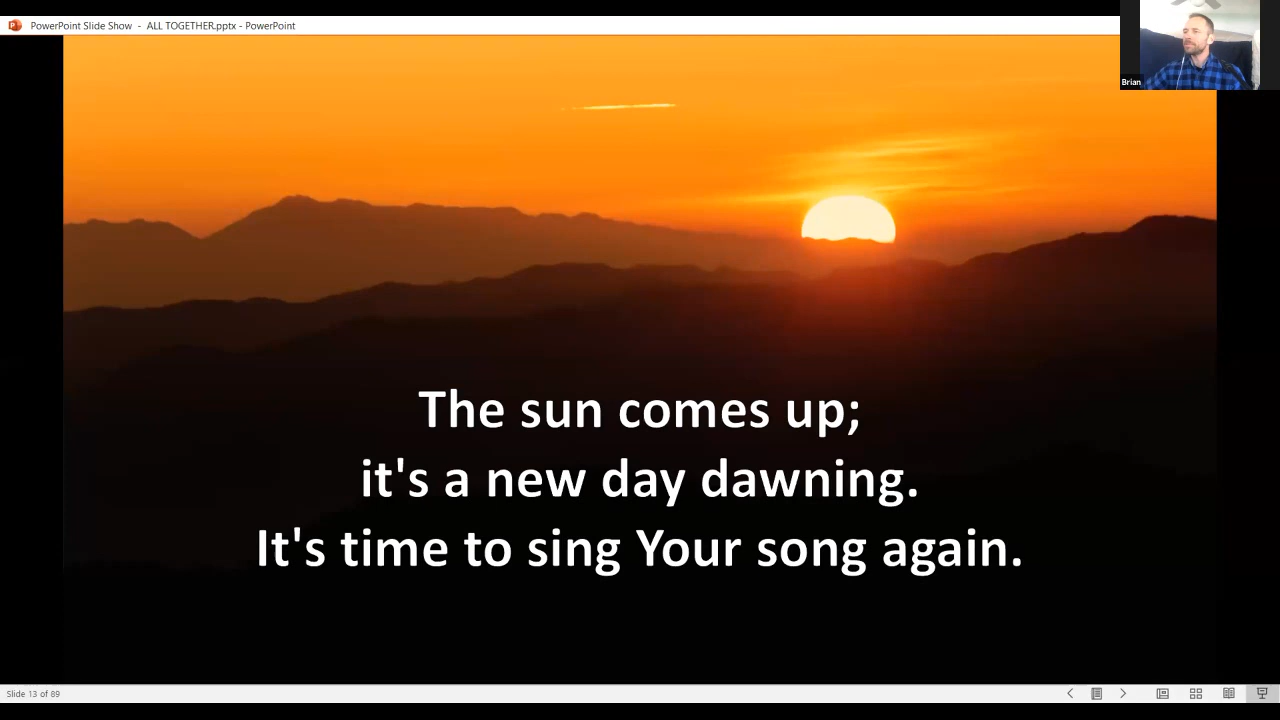 PowerPoint Slide Show - ALL TOGETHER.pptx - PowerPoint
Brian
The sun comes up;
it's a new day dawning.
It's time to sing Your song again.
Slide 13 of 89